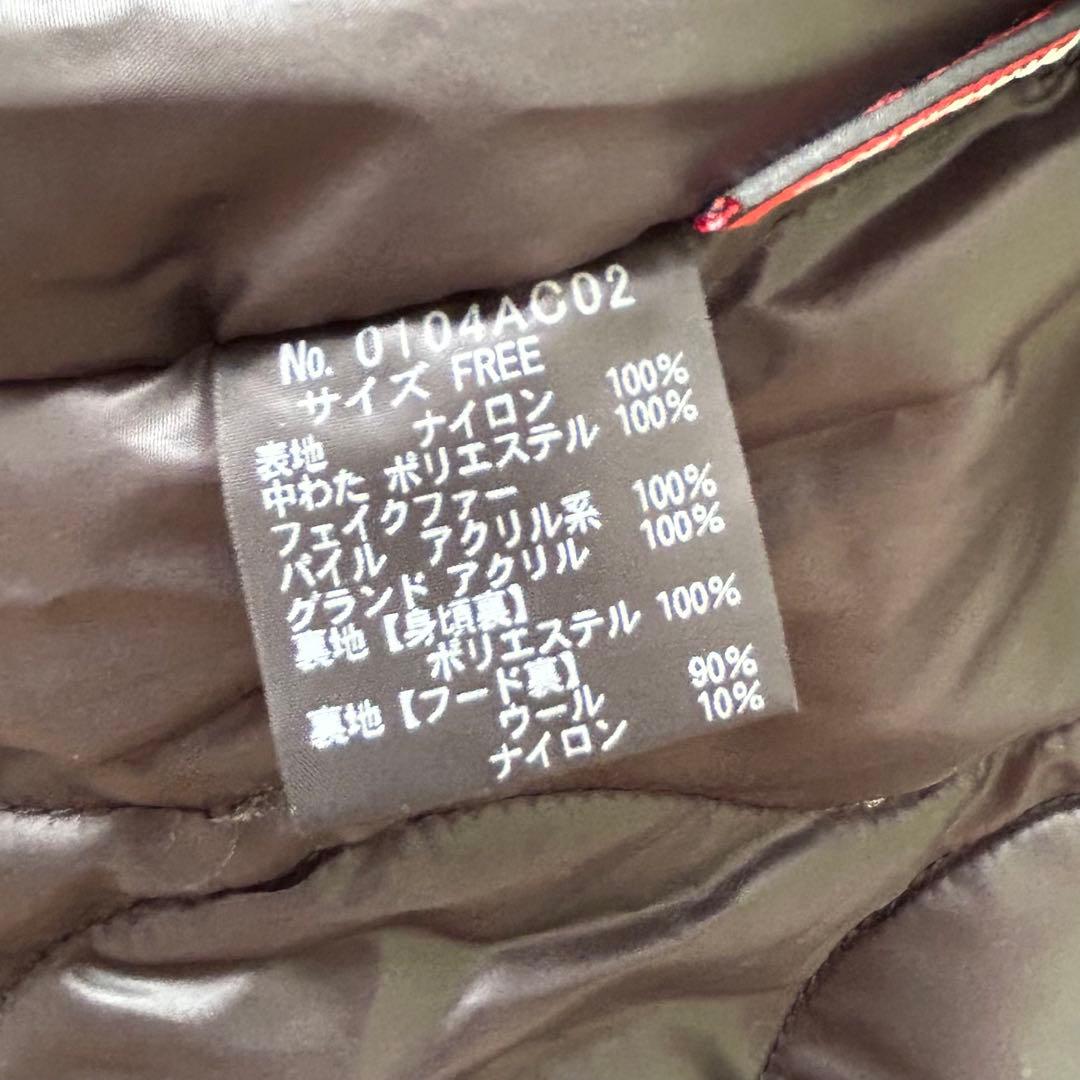 No. 0104AC02
サイズ FREE
表地 ナイロン 100%
中わた ポリエステル 100%
フェイクファー
パイル アクリル系 100%
グランド アクリル 100%
裏地【身頃裏】
ポリエステル 100%
裏地【フード裏】
ウール 90%
ナイロン 10%